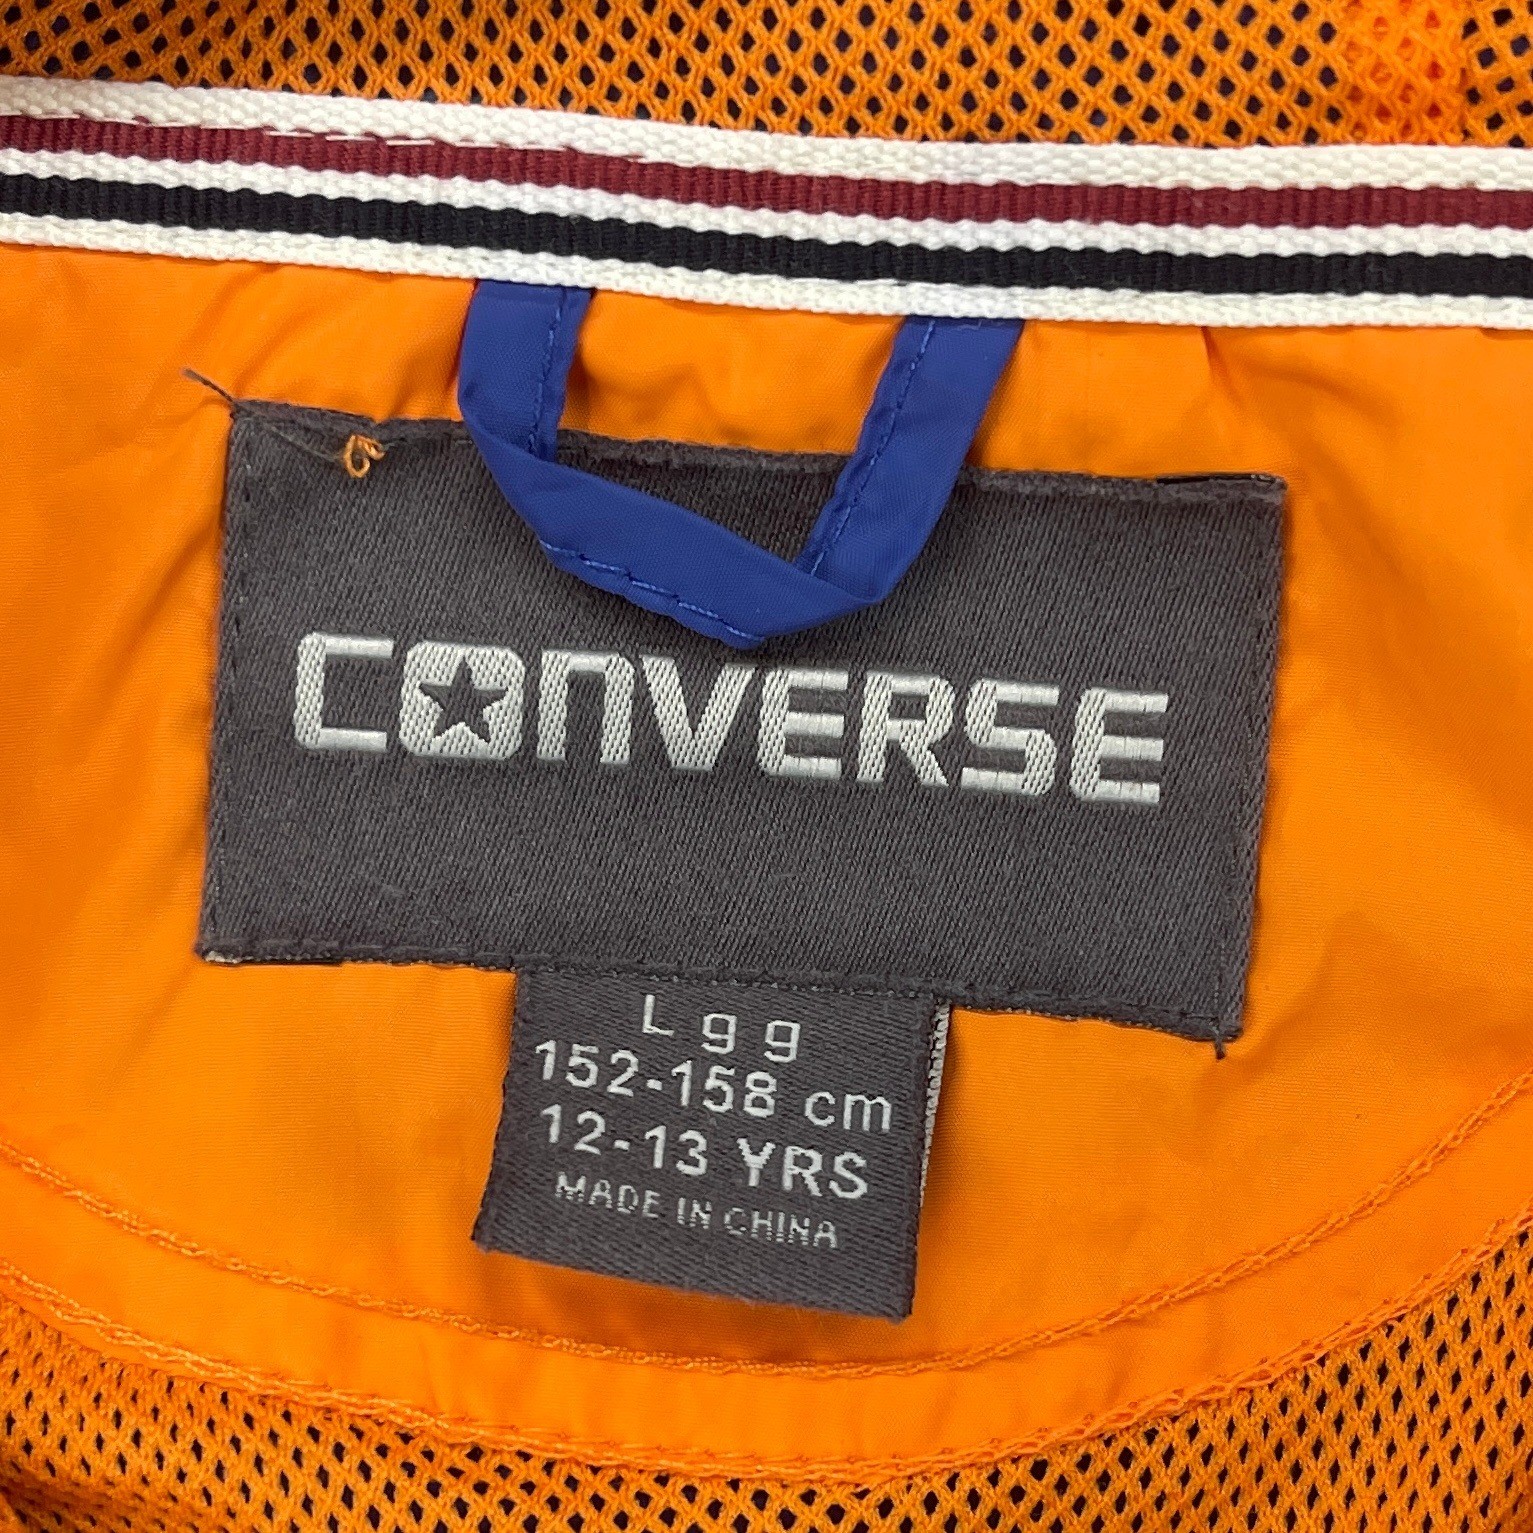 CONVERSE
L g g
152-158 cm
12-13 YRS
MADE IN CHINA